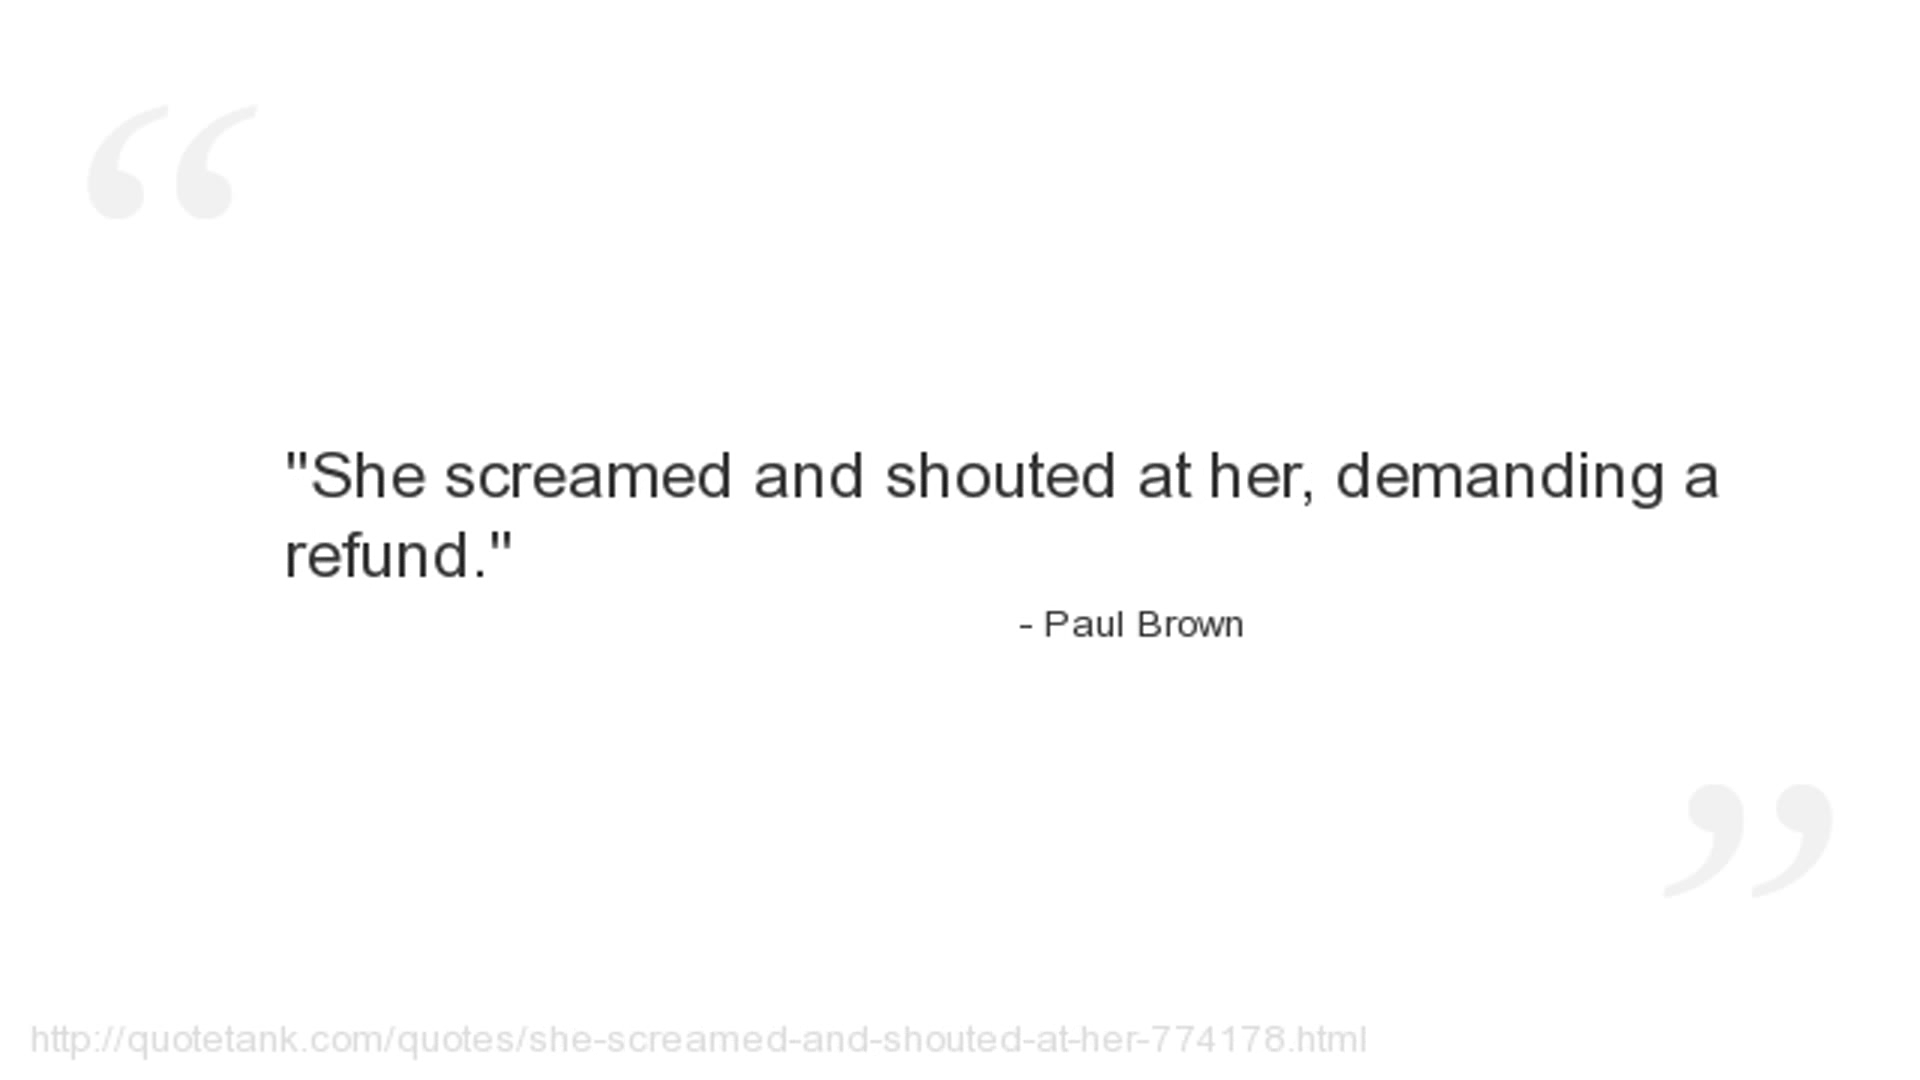 "She screamed and shouted at her, demanding a
refund."
- Paul Brown
http://quotetank.com/quotes/she-screamed-and-shouted-at-her-774178.html